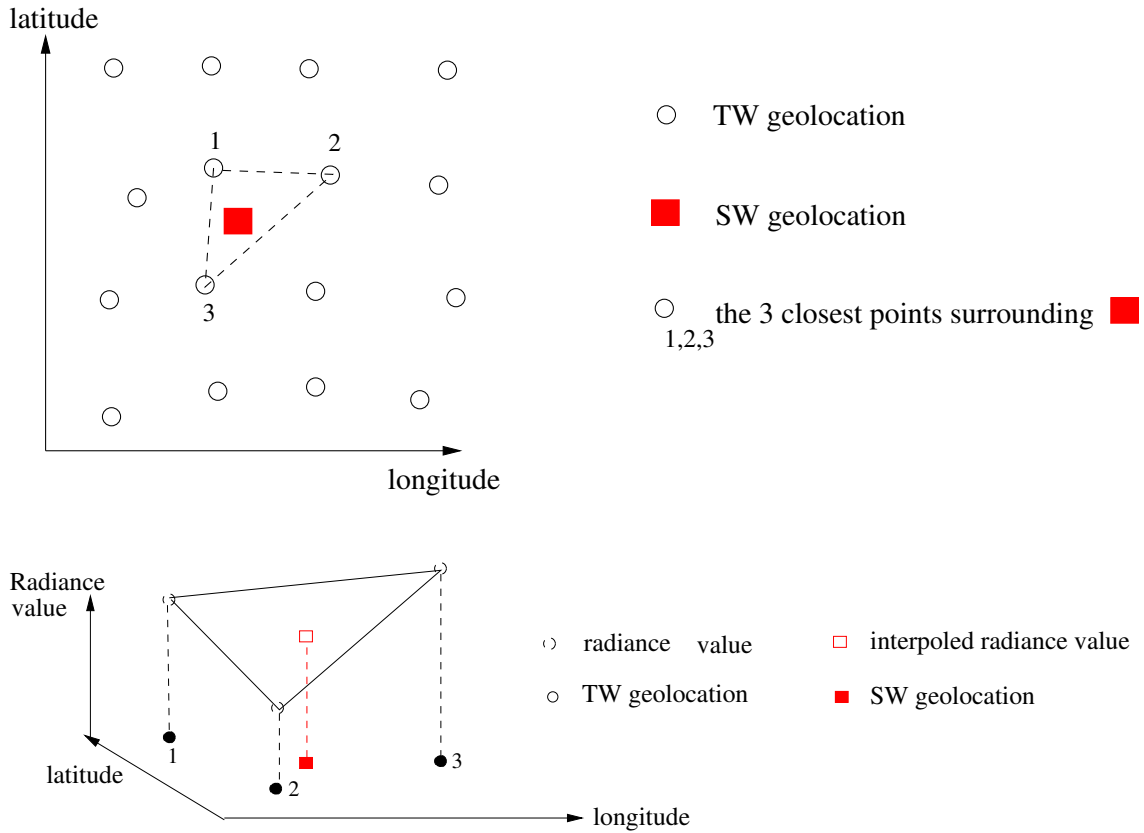 latitude
1
2
3
longitude
TW geolocation
SW geolocation
the 3 closest points surrounding
1,2,3
Radiance
value
1
2
3
latitude
longitude
radiance value
interpoled radiance value
TW geolocation
SW geolocation